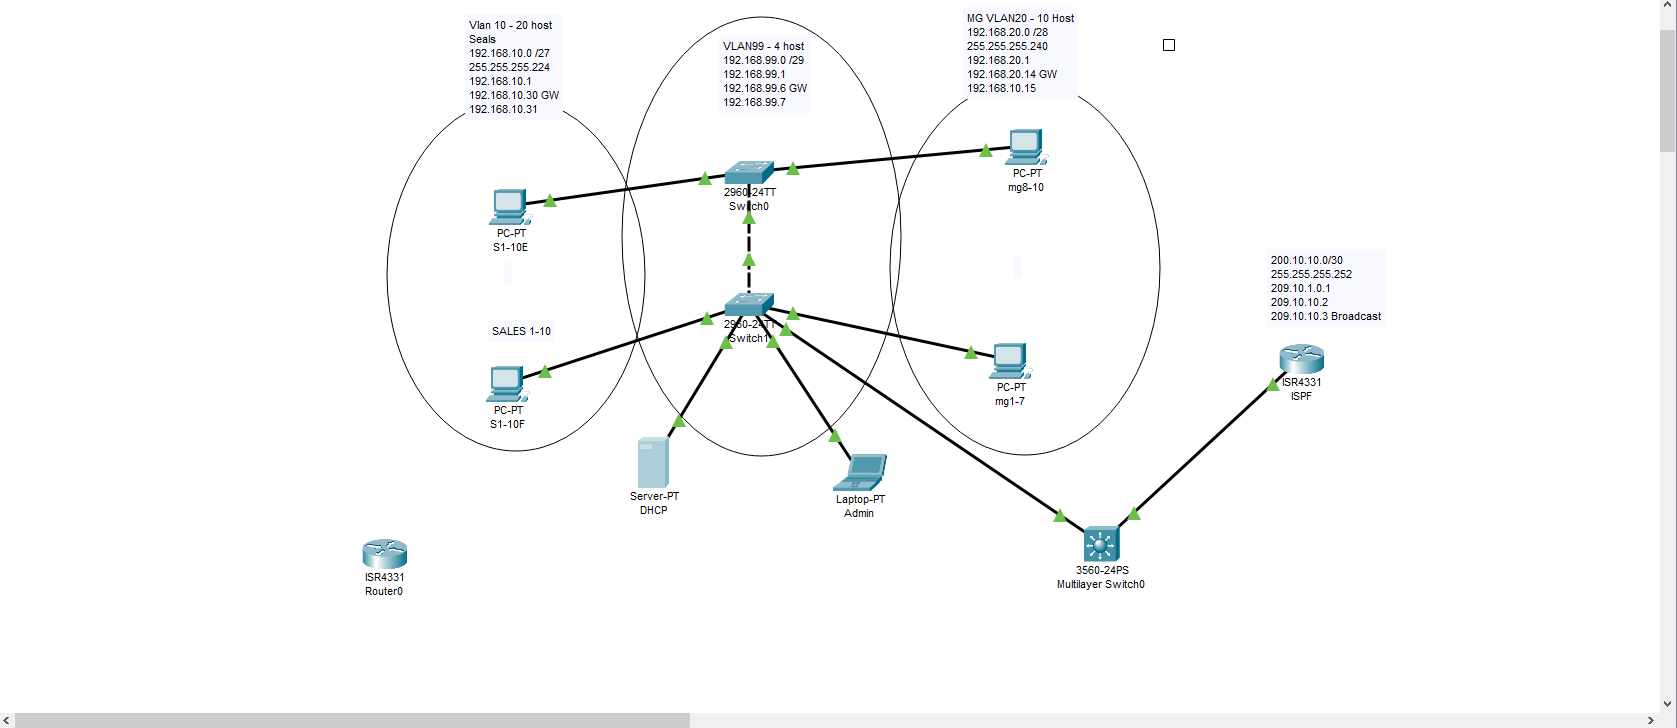 Vlan 10 - 20 host
Seals
192.168.10.0 /27
255.255.255.224
192.168.10.1
192.168.10.30 GW
192.168.10.31
VLAN99 - 4 host
192.168.99.0 /29
192.168.99.1
192.168.99.6 GW
192.168.99.7
MG VLAN20 - 10 Host
192.168.20.0 /28
255.255.255.240
192.168.20.1
192.168.20.14 GW
192.168.10.15
PC-PT
mg8-10
2960-24TT
Switch0
PC-PT
S1-10E
200.10.10.0/30
255.255.255.252
209.10.1.0.1
209.10.10.2
209.10.10.3 Broadcast
SALES 1-10
2960-24TT
Switch1
ISR4331
ISPF
PC-PT
mg1-7
PC-PT
S1-10F
Server-PT
DHCP
Laptop-PT
Admin
ISR4331
Router0
3560-24PS
Multilayer Switch0